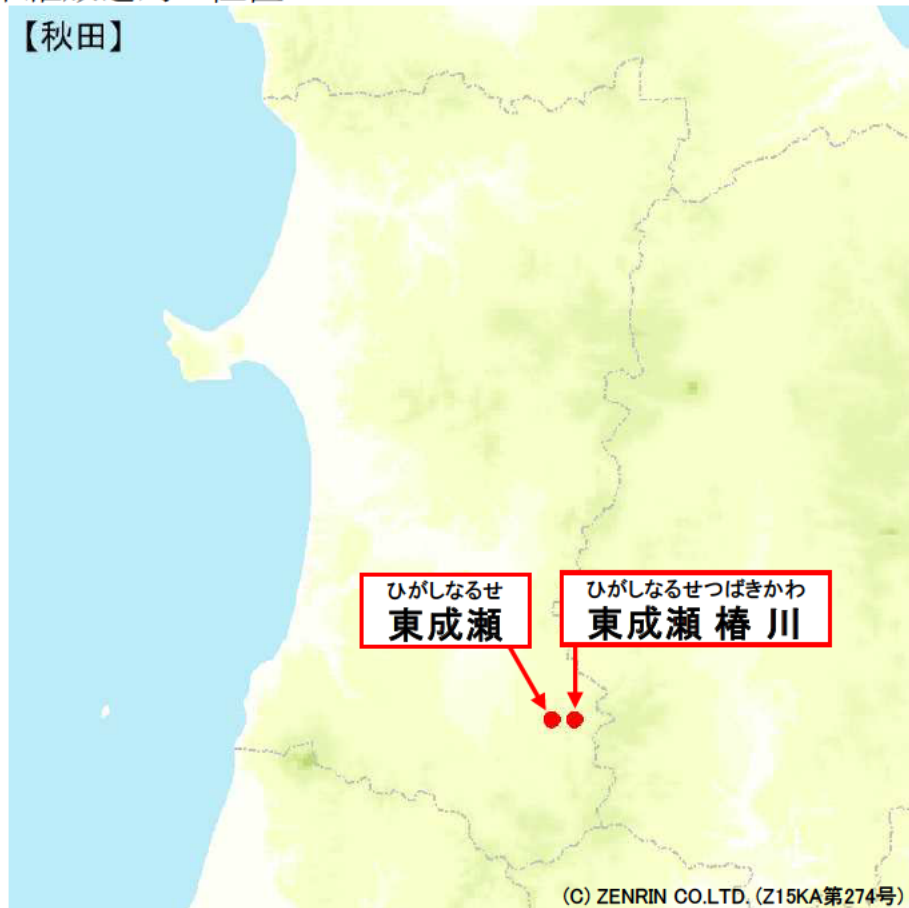 【秋田】
ひがしなるせ
東成瀬
ひがしなるせつばきかわ
東成瀬 椿 川
(C) ZENRIN CO.LTD. (Z15KA第274号)